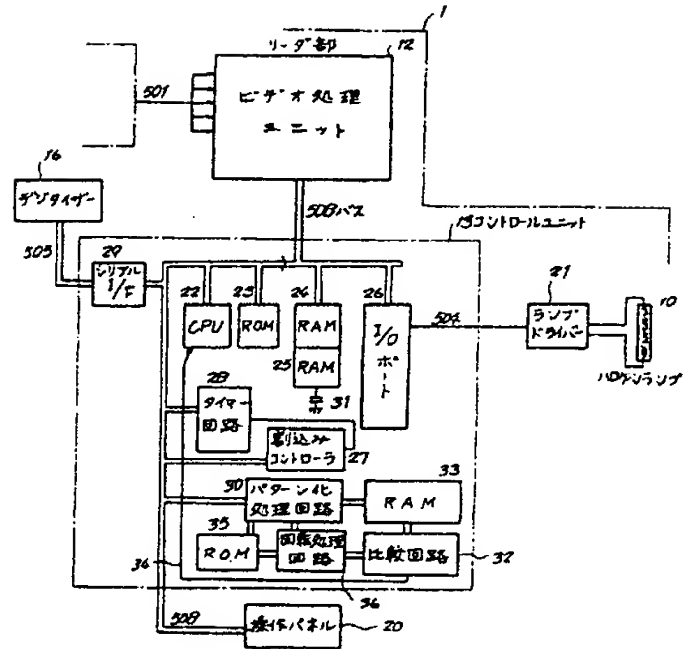 1
リーダ部
12
ビデオ処理
ユニット
501
16
デジタイザー
508バス
13コントロールユニット
505
29
シリアル
I/F
22
CPU
23
ROM
24
RAM
25
RAM
31
26
I/O
ポート
504
21
ランプ
ドライバー
10
ハロゲンランプ
28
タイマー
回路
割込み
コントローラ
27
30
パターン化
処理回路
33
RAM
35
ROM
回転処理
回路
36
比較回路
32
34
508
操作パネル
20